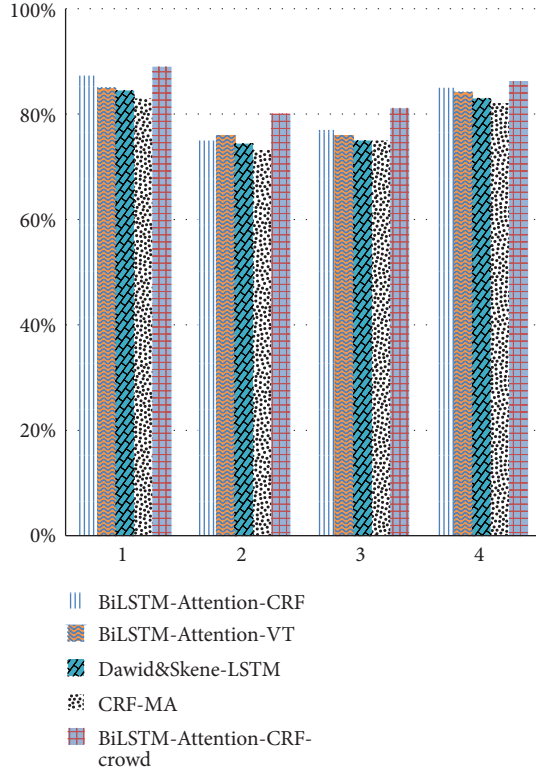 100%
80%
60%
40%
20%
0%
1 2 3 4
BiLSTM-Attention-CRF
BiLSTM-Attention-VT
Dawid&Skene-LSTM
CRF-MA
BiLSTM-Attention-CRF-
crowd